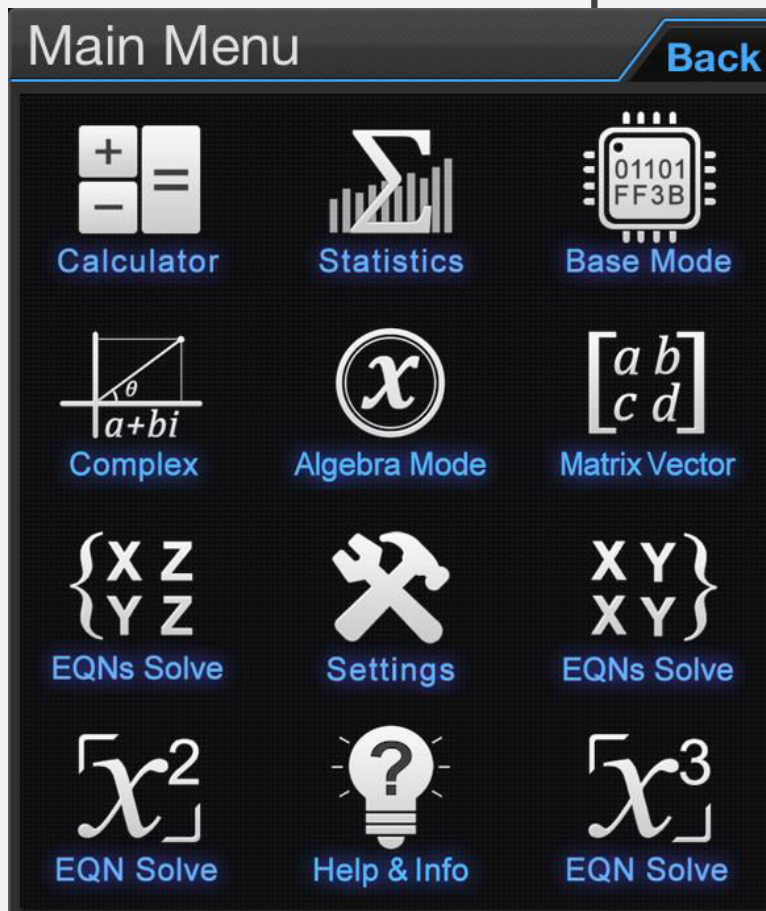 Main Menu
Back
+
=
−
Calculator
Σ
Statistics
01101
FF3B
Base Mode
θ
a+bi
Complex
x
Algebra Mode
a b
c d
Matrix Vector
{X Z
Y Z
EQNs Solve
Settings
X Y}
X Y
EQNs Solve
x²
EQN Solve
?
Help & Info
x³
EQN Solve